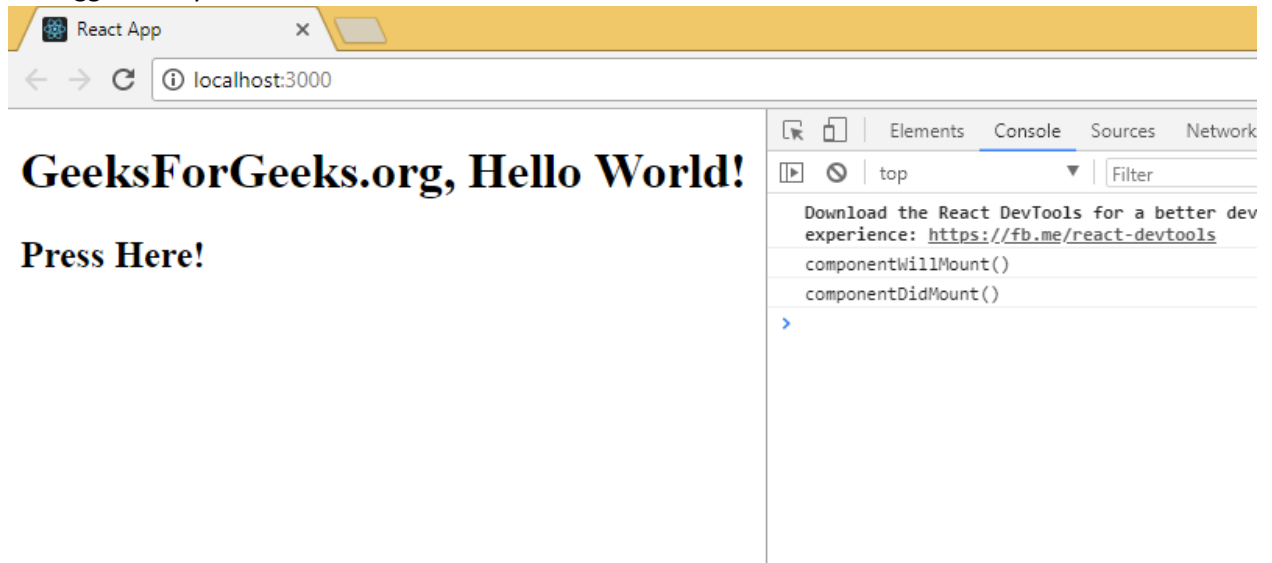 React App
localhost:3000
Elements Console Sources Network
top Filter
GeeksForGeeks.org, Hello World!
Press Here!
Download the React DevTools for a better dev
experience: https://fb.me/react-devtools
componentWillMount()
componentDidMount()